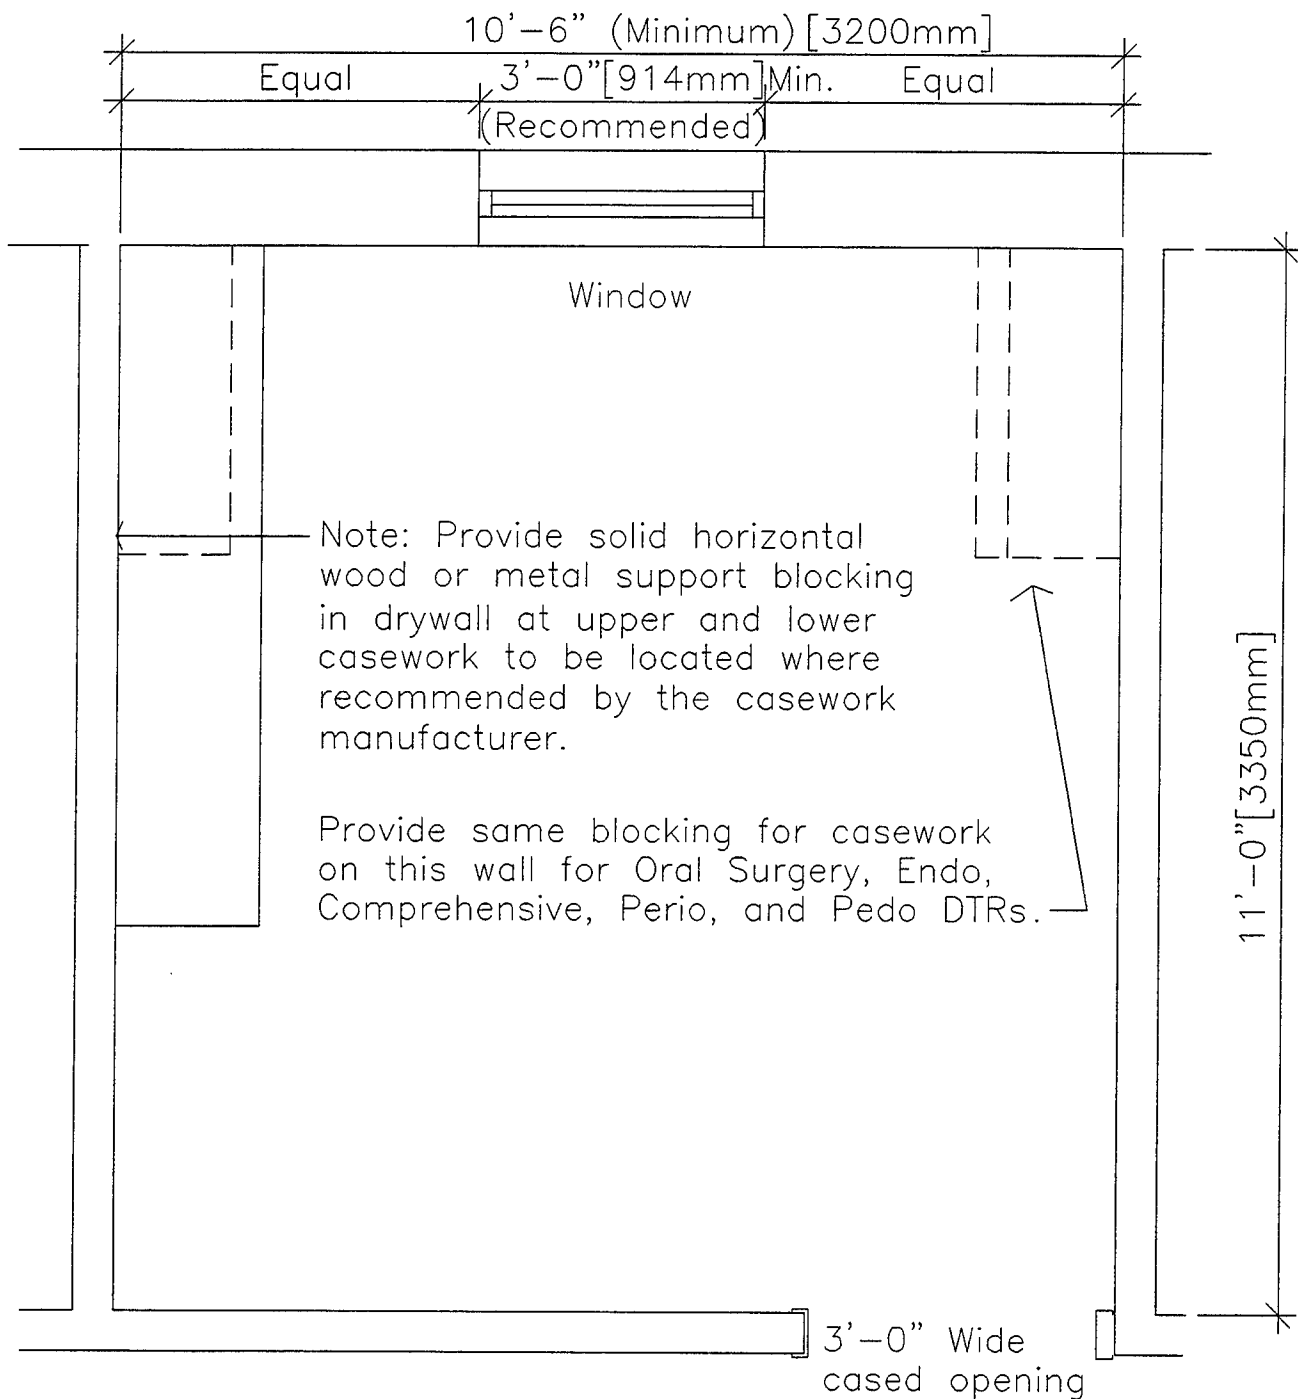 10'-6" (Minimum) [3200mm]
Equal 3'-0"[914mm]Min. Equal
(Recommended)
Window
Note: Provide solid horizontal
wood or metal support blocking
in drywall at upper and lower
casework to be located where
recommended by the casework
manufacturer.
Provide same blocking for casework
on this wall for Oral Surgery, Endo,
Comprehensive, Perio, and Pedo DTRs.
11'-0"[3350mm]
3'-0" Wide
cased opening